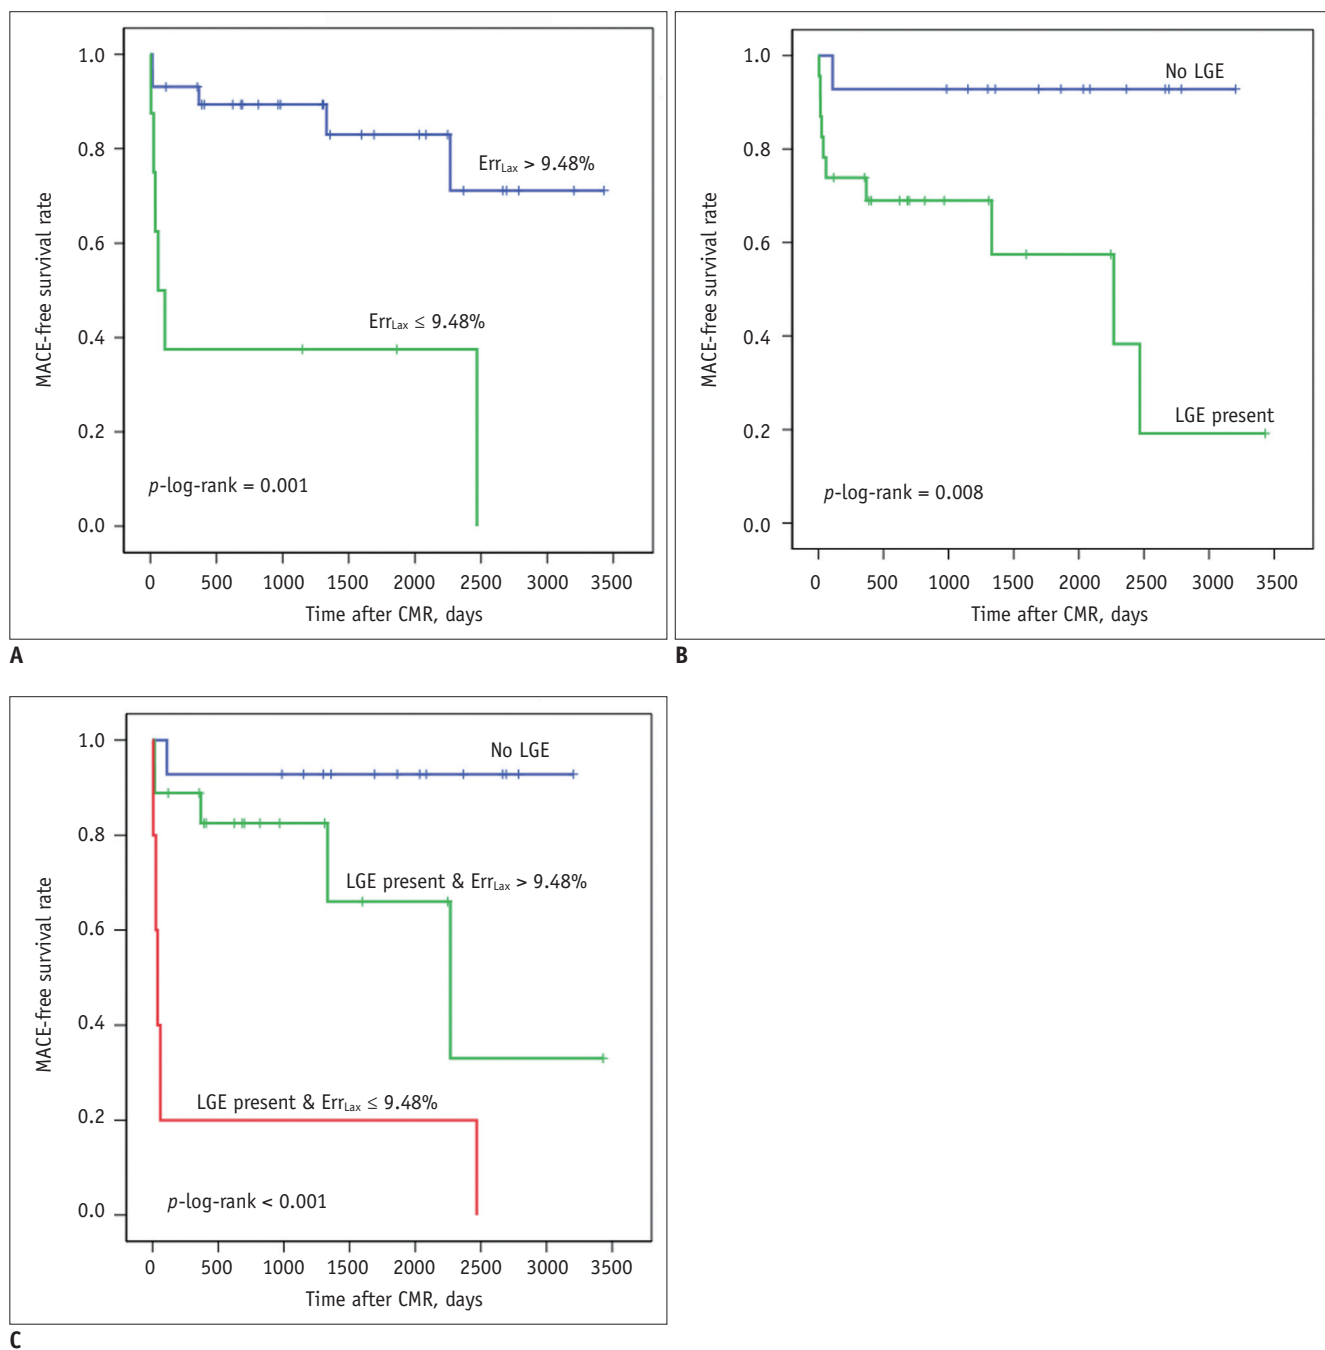 1.0
0.8
0.6
0.4
0.2
0.0
MACE-free survival rate
Err_Lax > 9.48%
Err_Lax ≤ 9.48%
p-log-rank = 0.001
0 500 1000 1500 2000 2500 3000 3500
Time after CMR, days
A
1.0
0.8
0.6
0.4
0.2
0.0
MACE-free survival rate
No LGE
LGE present
p-log-rank = 0.008
0 500 1000 1500 2000 2500 3000 3500
Time after CMR, days
B
1.0
0.8
0.6
0.4
0.2
0.0
MACE-free survival rate
No LGE
LGE present & Err_Lax > 9.48%
LGE present & Err_Lax ≤ 9.48%
p-log-rank < 0.001
0 500 1000 1500 2000 2500 3000 3500
Time after CMR, days
C